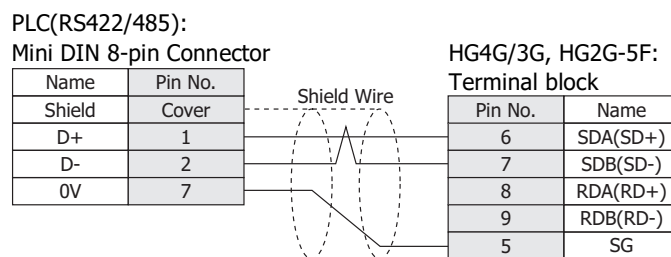 PLC(RS422/485):
Mini DIN 8-pin Connector
HG4G/3G, HG2G-5F:
Terminal block
Name Pin No.
Shield Wire
Shield Cover
Pin No. Name
D+ 1
6 SDA(SD+)
D- 2
7 SDB(SD-)
0V 7
8 RDA(RD+)
9 RDB(RD-)
5 SG